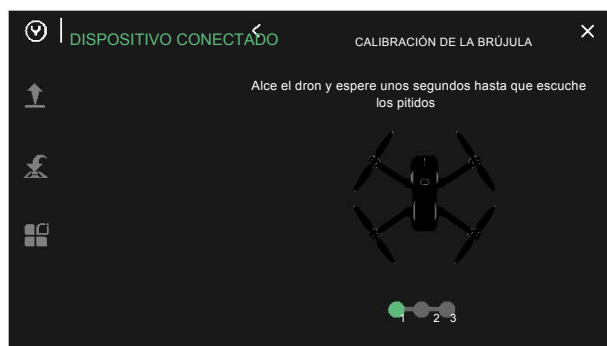 DISPOSITIVO CONECTADO
CALIBRACIÓN DE LA BRÚJULA
Alce el dron y espere unos segundos hasta que escuche
los pitidos
1 2 3